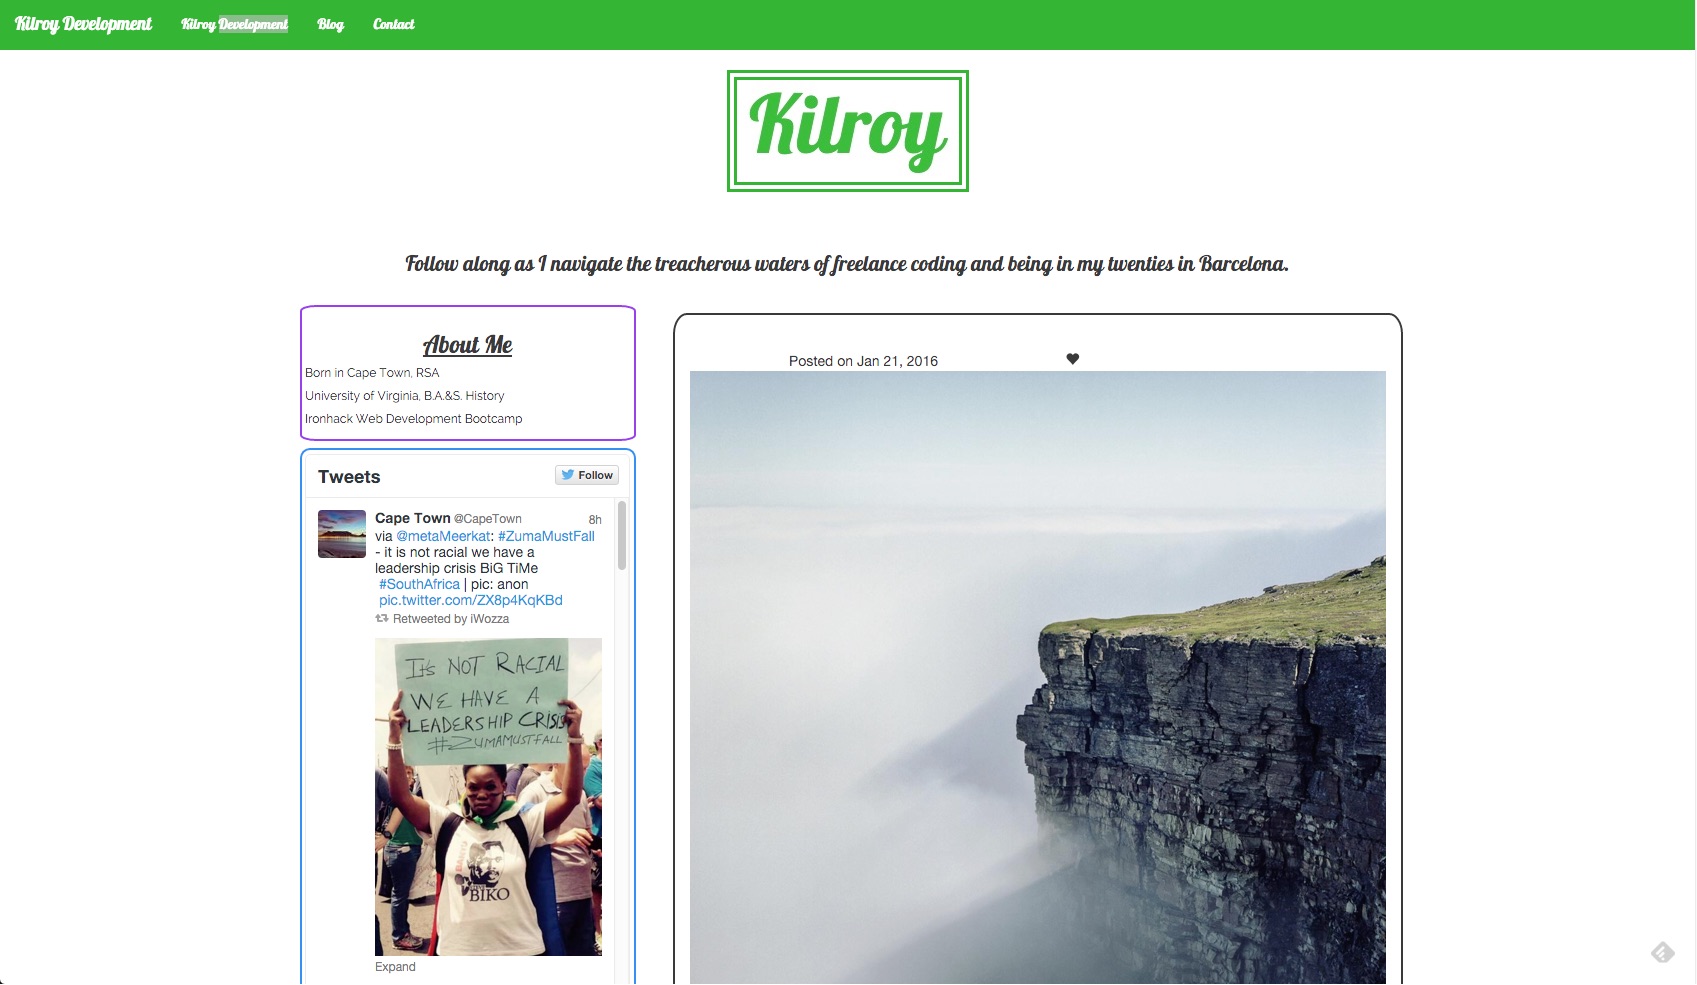 Kilroy Development Kilroy Development Blog Contact
Kilroy
Follow along as I navigate the treacherous waters of freelance coding and being in my twenties in Barcelona.
About Me
Born in Cape Town, RSA
University of Virginia, B.A.&S. History
Ironhack Web Development Bootcamp
Tweets
Follow
Cape Town @CapeTown 8h
via @metaMeerkat: #ZumaMustFall
- it is not racial we have a
leadership crisis BiG TiMe
#SouthAfrica | pic: anon
pic.twitter.com/ZX8p4KqKBd
Retweeted by iWozza
IT'S NOT RACIAL
WE HAVE A
LEADERSHIP CRISIS
#ZUMAMUSTFALL
BIKO
Expand
Posted on Jan 21, 2016